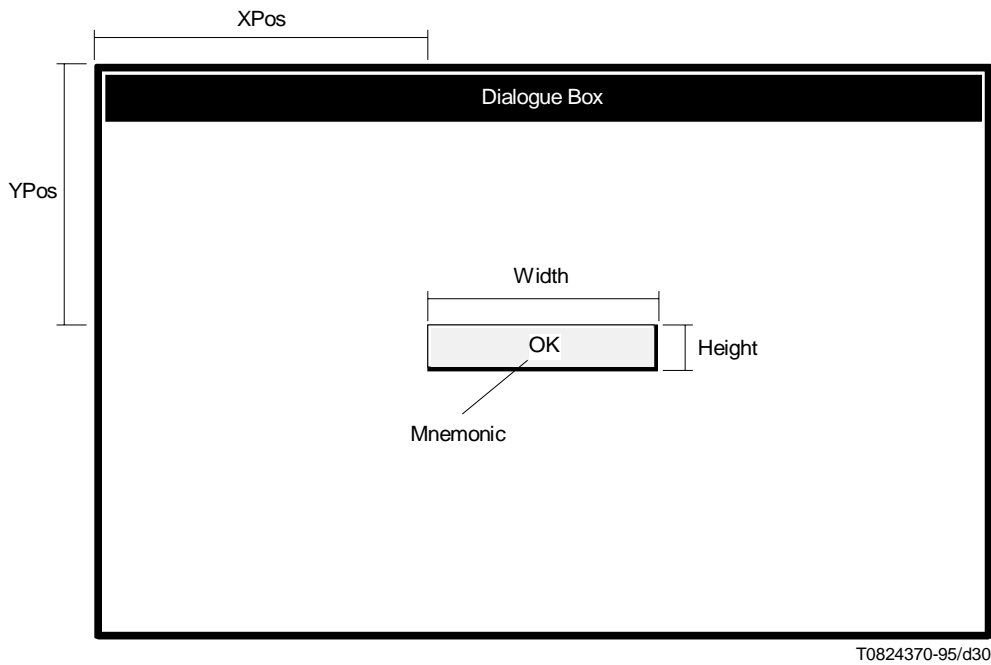 XPos
Dialogue Box
YPos
Width
OK
Height
Mnemonic
T0824370-95/d30